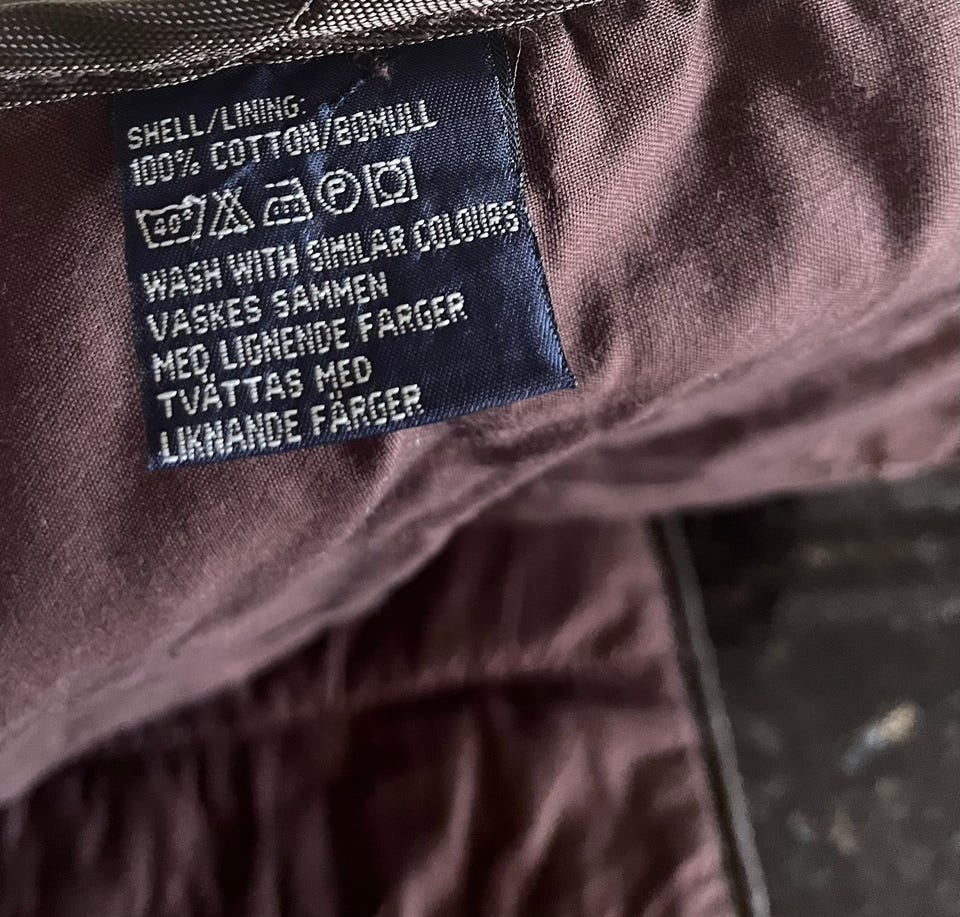 SHELL/LINING:
100% COTTON/BOMULL
40° P
WASH WITH SIMILAR COLOURS
VASKES SAMMEN
MED LIGNENDE FARGER
TVÄTTAS MED
LIKNANDE FÄRGER